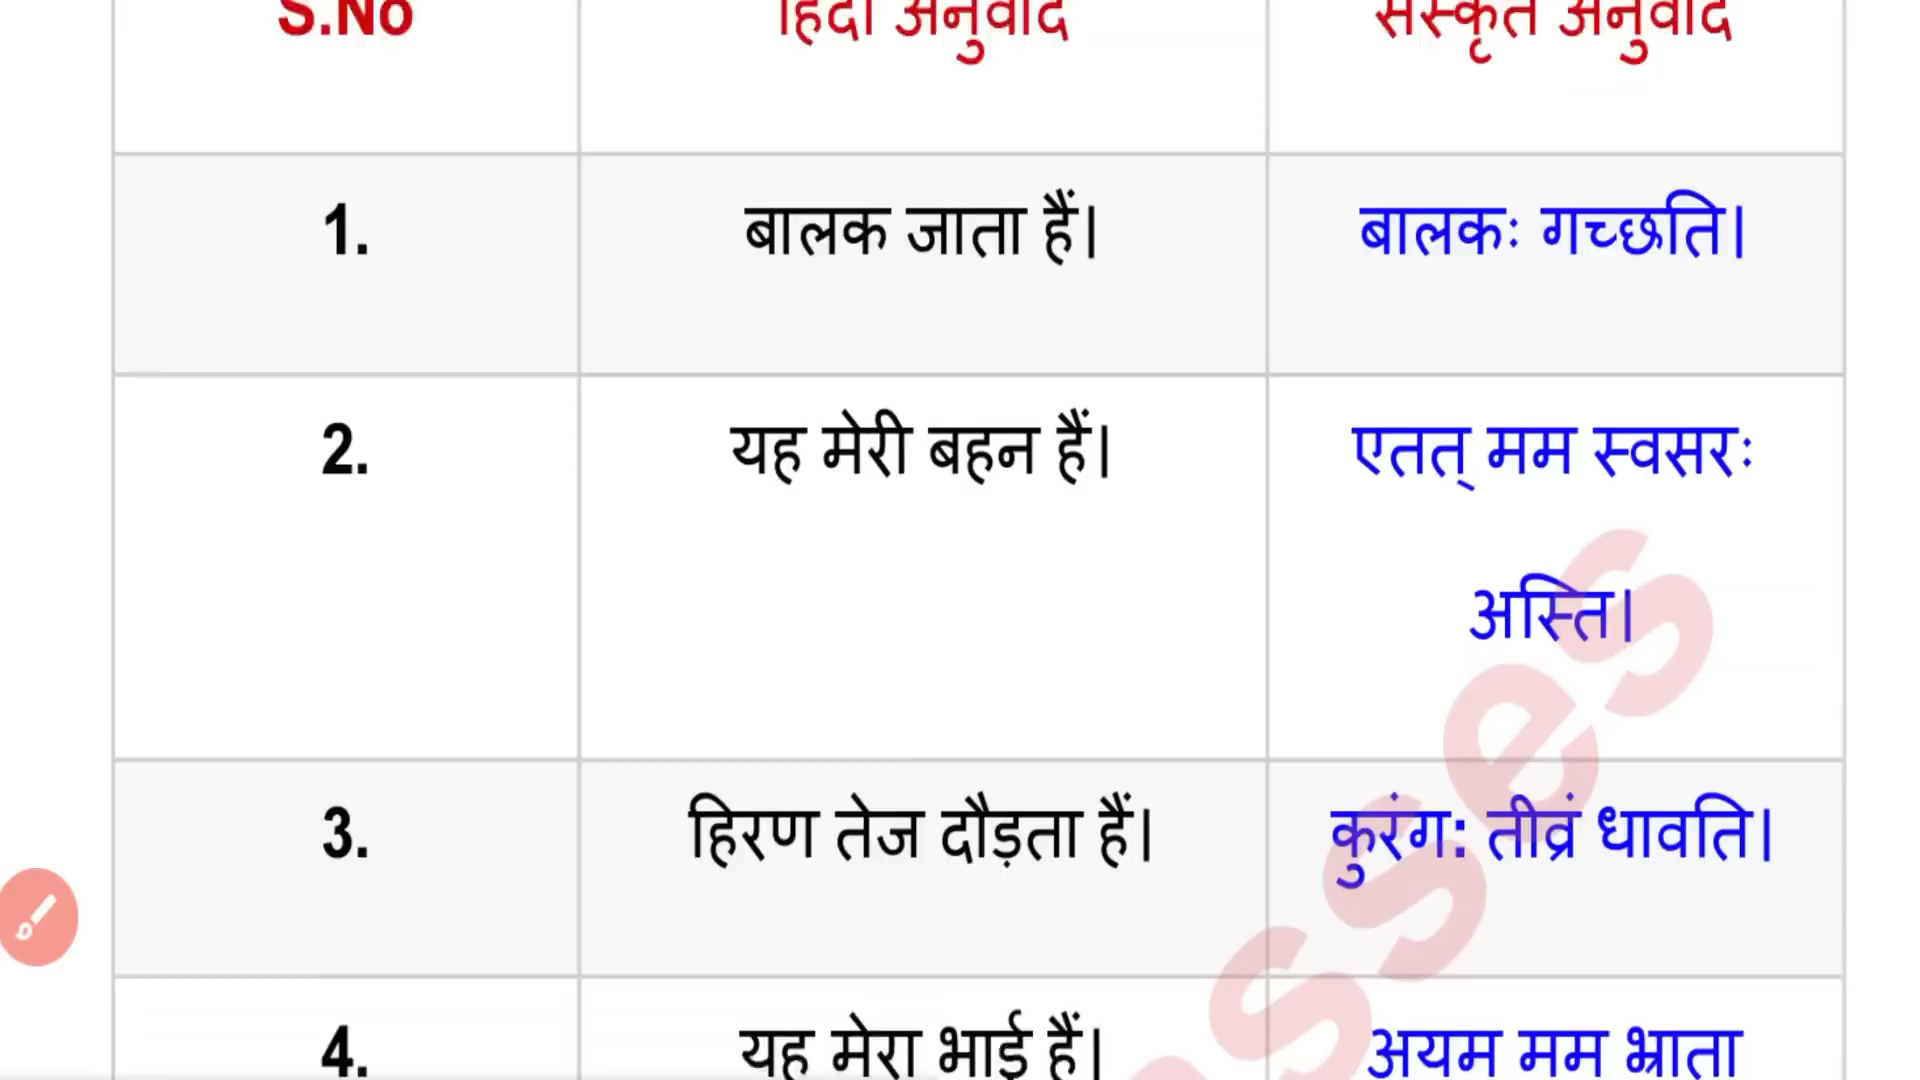 S.No हिंदी अनुवाद संस्कृत अनुवाद
1. बालक जाता हैं। बालकः गच्छति।
2. यह मेरी बहन हैं। एतत् मम स्वसरः
अस्ति।
3. हिरण तेज दौड़ता हैं। कुरंग: तीव्रं धावति।
4. यह मेरा भाई हैं। अयम मम भ्राता